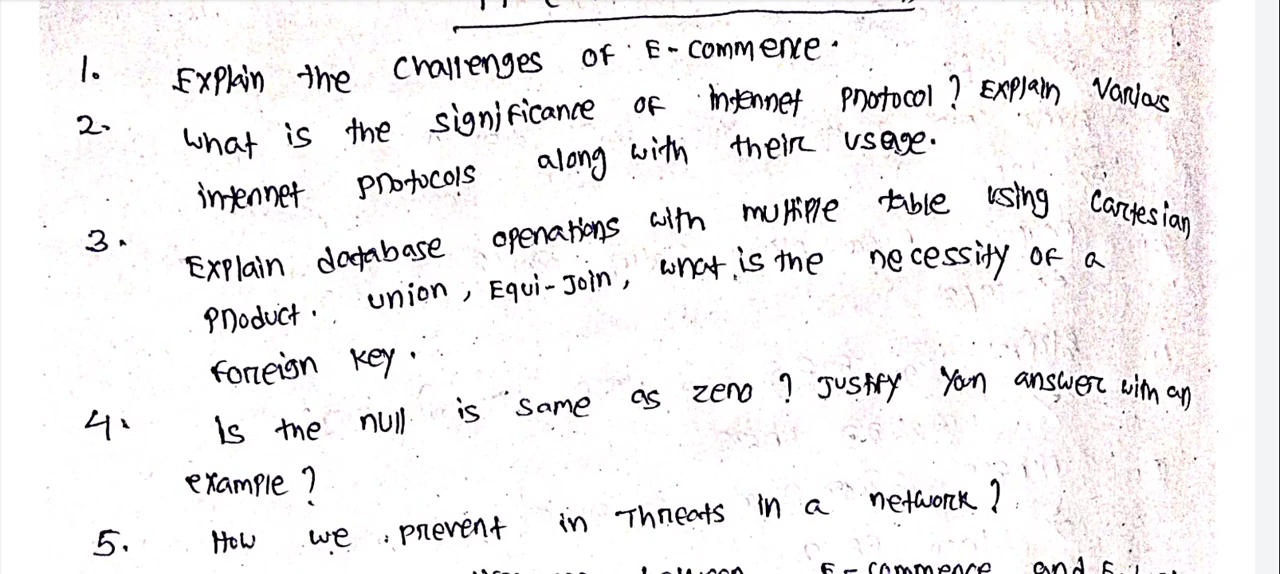 1. Explain the challenges of E-commerce.
2. What is the significance of internet protocol? Explain various
internet protocols along with their usage.
3. Explain database operations with multiple table using cartesian
product. union, Equi-Join, what is the necessity of a
foreign key.
4. Is the null is same as zero? Justify your answer with an
example?
5. How we prevent in Threats in a network?
E-commerce and